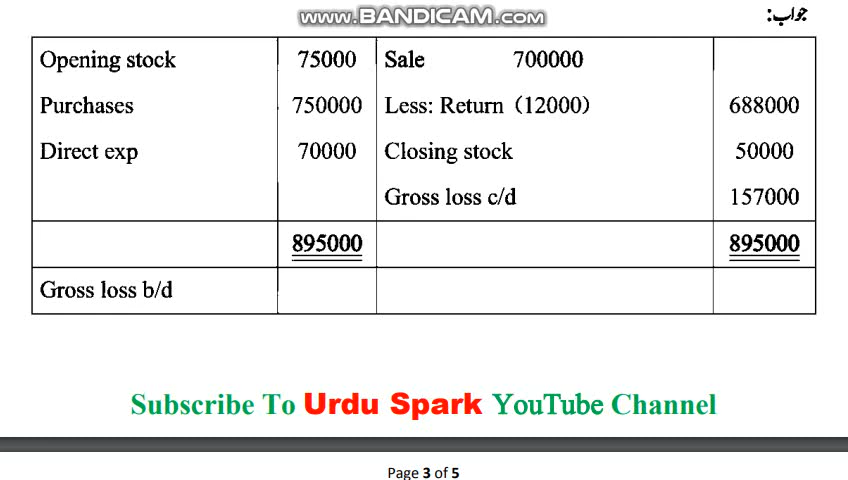 www.BANDICAM.com
جواب:
Opening stock 75000 Sale 700000
Purchases 750000 Less: Return (12000) 688000
Direct exp 70000 Closing stock 50000
Gross loss c/d 157000
895000 895000
Gross loss b/d
Subscribe To Urdu Spark YouTube Channel
Page 3 of 5